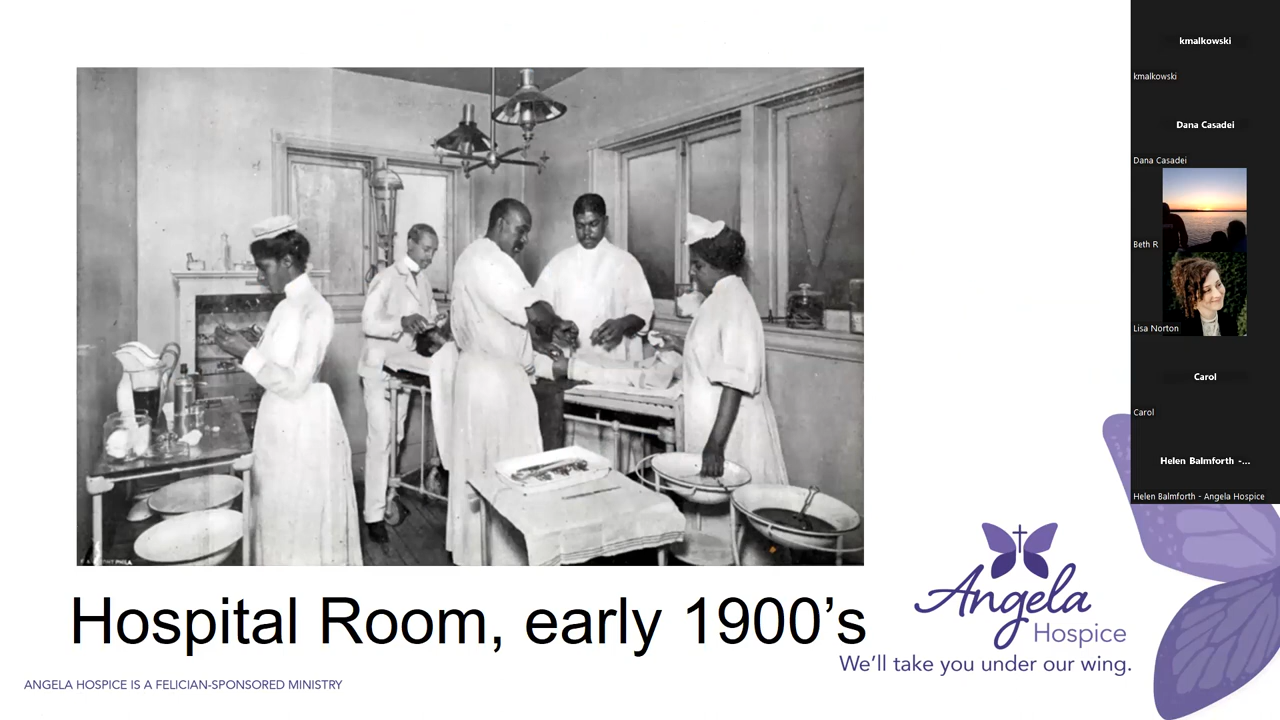 Hospital Room, early 1900's
ANGELA HOSPICE IS A FELICIAN-SPONSORED MINISTRY
Angela
Hospice
We'll take you under our wing.
kmalkowski
kmalkowski
Dana Casadei
Dana Casadei
Beth R
Lisa Norton
Carol
Carol
Helen Balmforth -...
Helen Balmforth - Angela Hospice